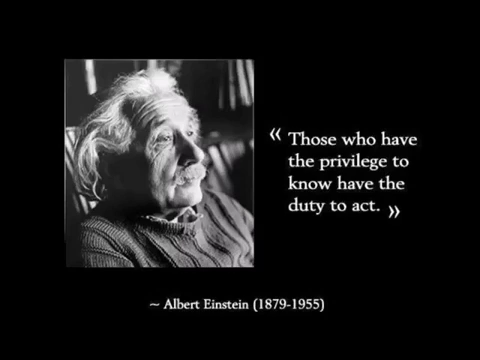 « Those who have
the privilege to
know have the
duty to act. »
~ Albert Einstein (1879-1955)